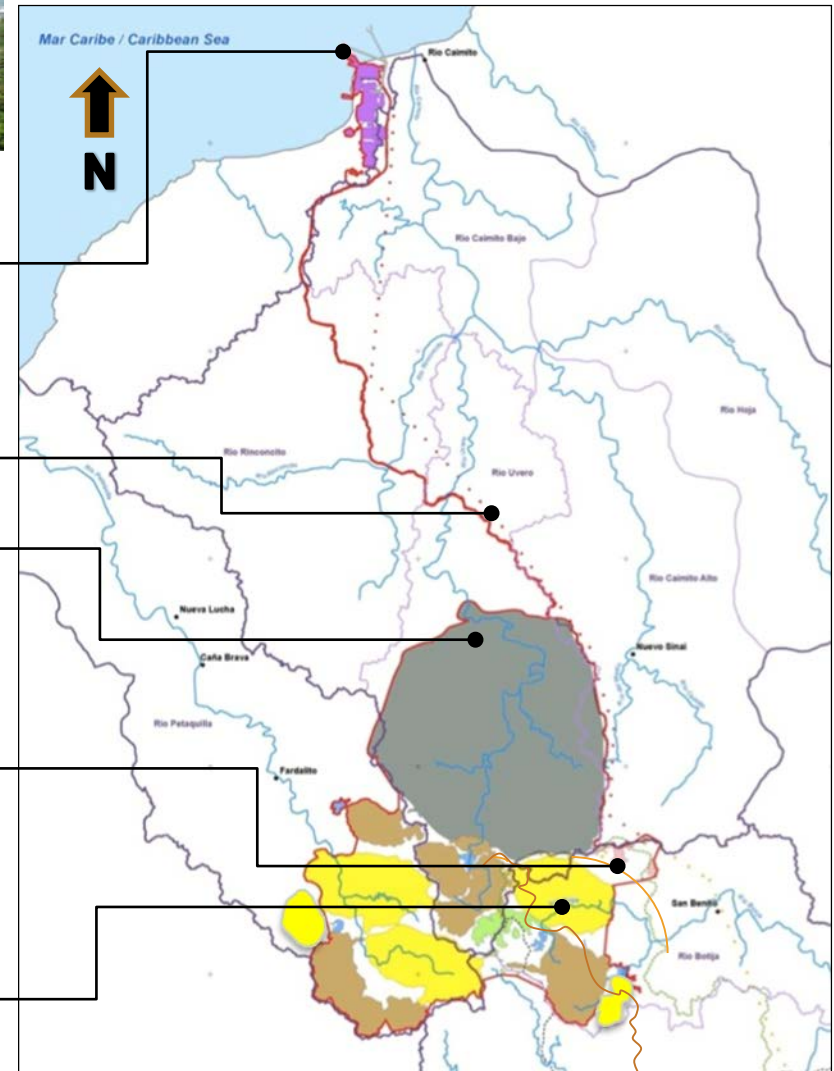 Mar Caribe / Caribbean Sea
Rio Caimito
N
Rio Caimito Bajo
Rio Hoja
Rio Rinconcito
Rio Uvero
Rio Caimito Alto
Nueva Lucha
Nuevo Sinai
Caña Brava
Rio Petaquilla
Fardalito
San Benito
Rio Botija